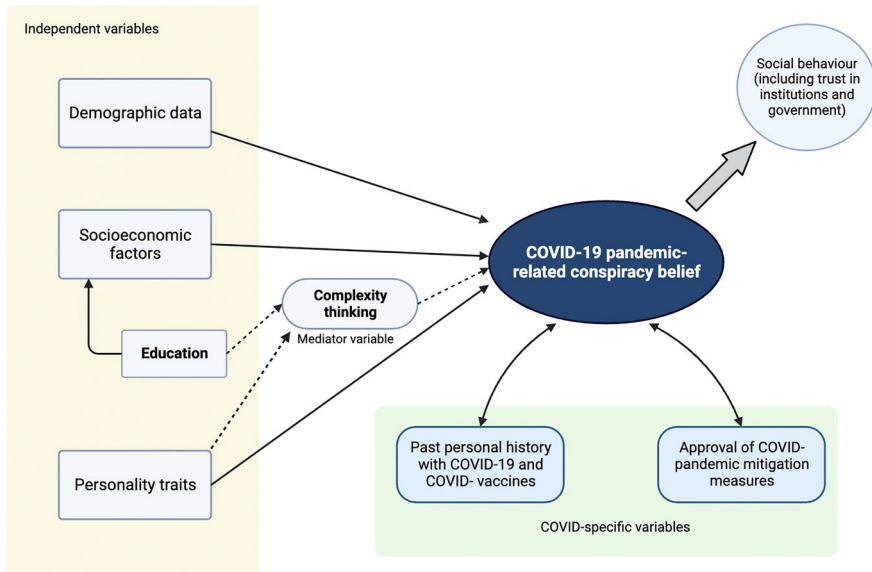 Independent variables
Demographic data
Socioeconomic
factors
Education
Personality traits
Complexity
thinking
Mediator variable
COVID-19 pandemic-
related conspiracy belief
Social behaviour
(including trust in
institutions and
government)
Past personal history
with COVID-19 and
COVID- vaccines
Approval of COVID-
pandemic mitigation
measures
COVID-specific variables